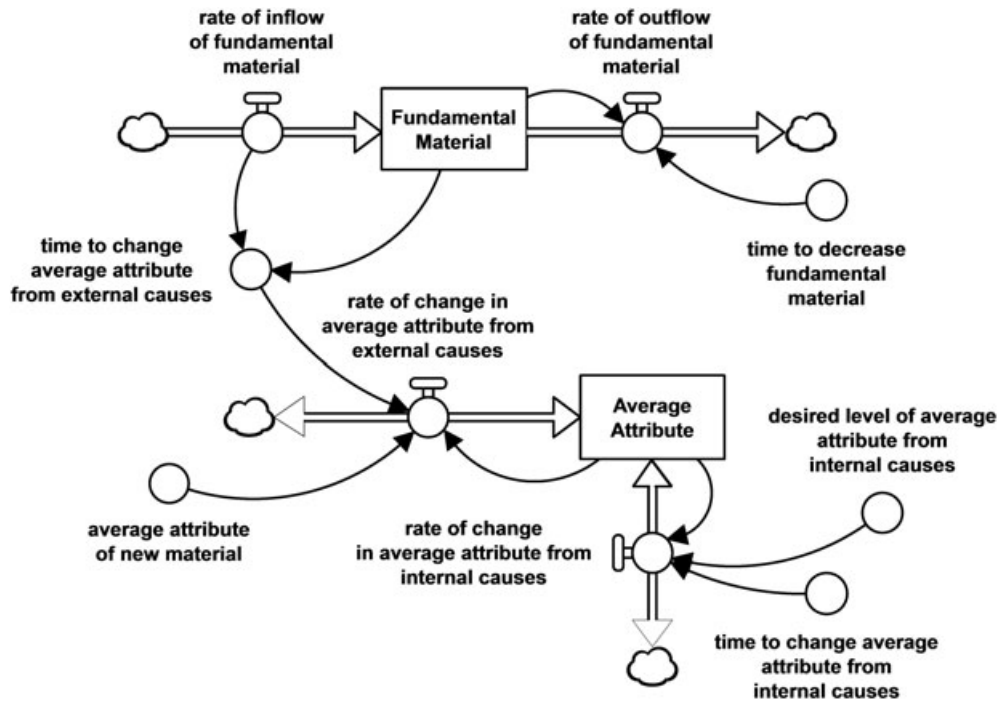 rate of inflow
of fundamental
material
rate of outflow
of fundamental
material
Fundamental
Material
time to change
average attribute
from external causes
time to decrease
fundamental
material
rate of change in
average attribute from
external causes
Average
Attribute
desired level of average
attribute from
internal causes
average attribute
of new material
rate of change
in average attribute from
internal causes
time to change average
attribute from
internal causes